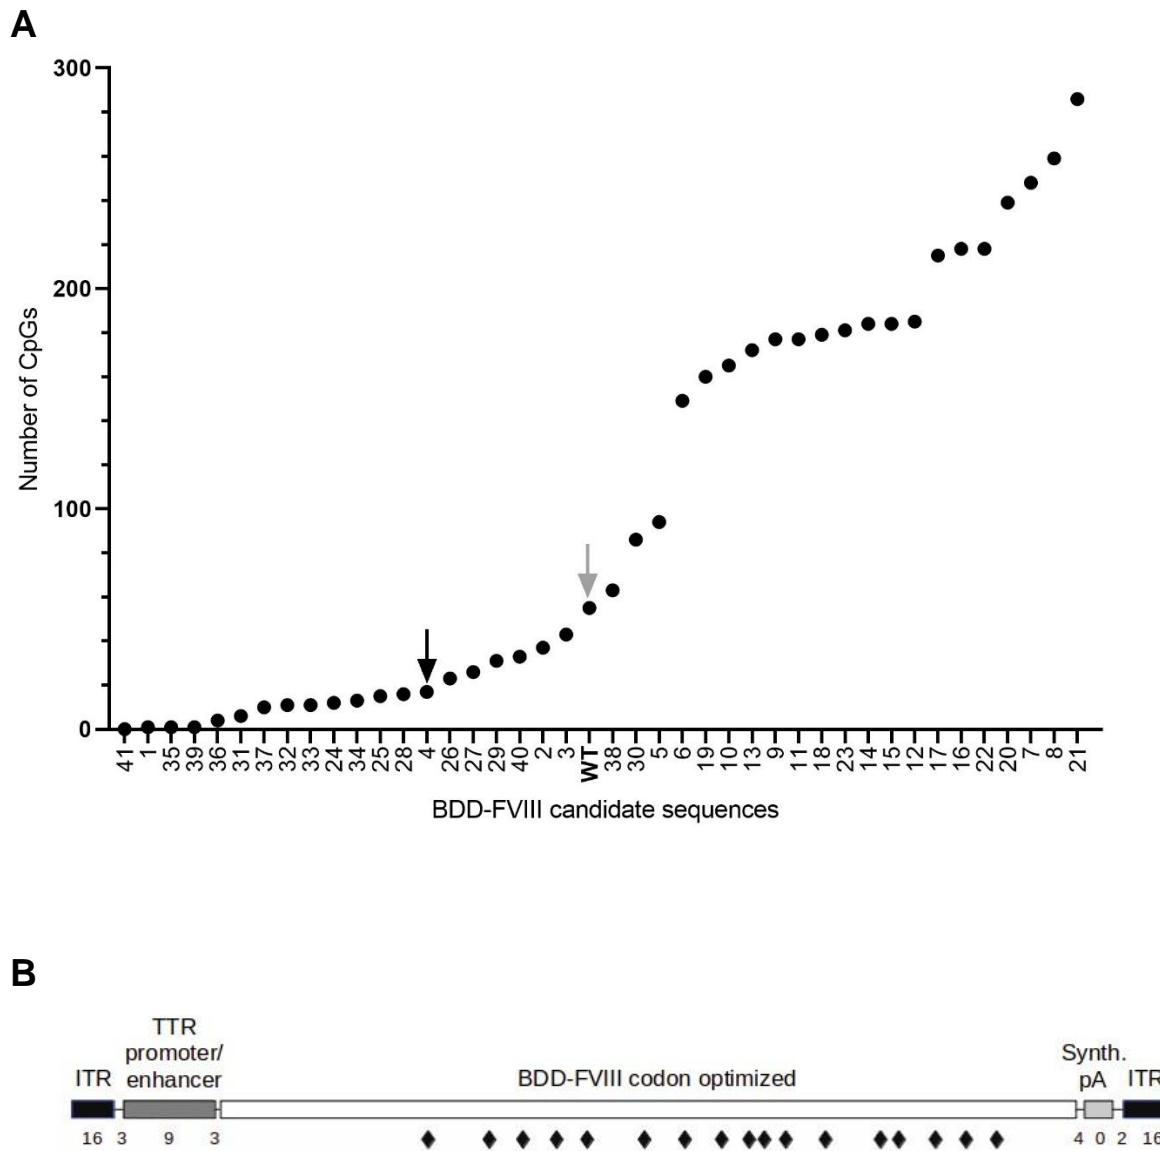 A
300
200
100
0
Number of CpGs
41 1 35 39 36 31 37 32 33 24 34 25 28 4 26 27 29 40 2 3 WT 38 30 5 6 19 10 13 9 11 18 23 14 15 12 17 16 22 20 7 8 21
BDD-FVIII candidate sequences
B
TTR
promoter/
enhancer
ITR
BDD-FVIII codon optimized
Synth.
pA
ITR
16 3 9 3 4 0 2 16